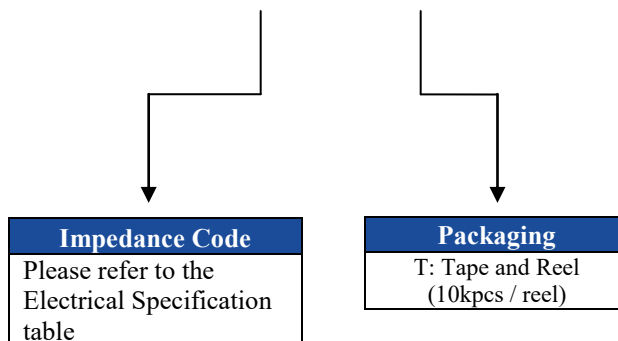 Impedance Code
Please refer to the
Electrical Specification
table
Packaging
T: Tape and Reel
(10kpcs / reel)